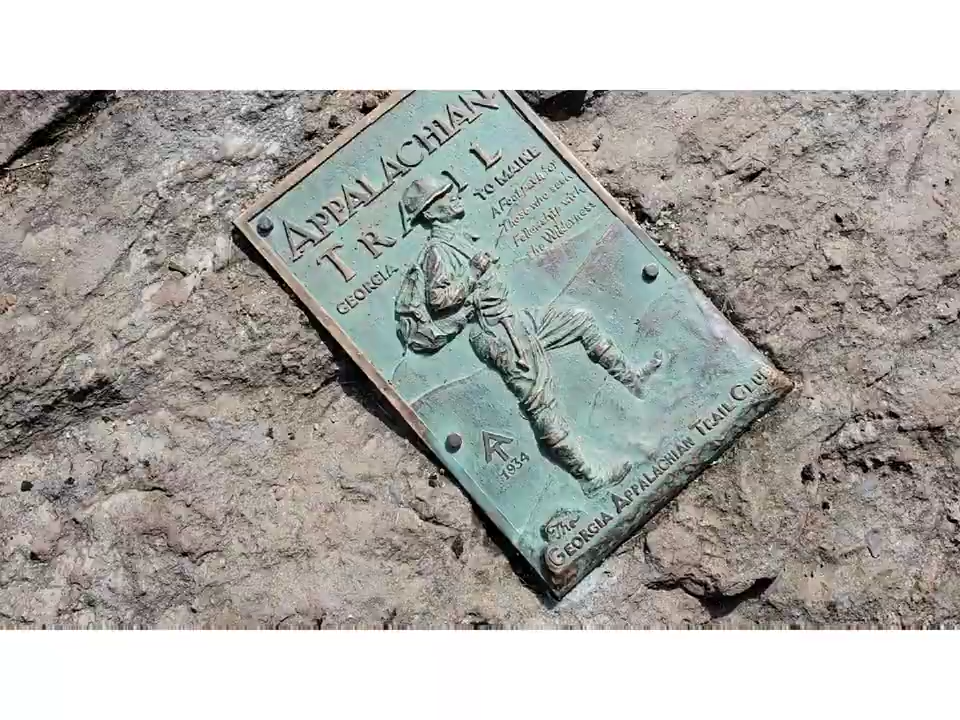 APPALACHIAN
TRAIL
GEORGIA TO MAINE
A Footpath for
Those who seek
Fellowship with
the Wilderness
AT
1934
The
GEORGIA APPALACHIAN TRAIL CLUB